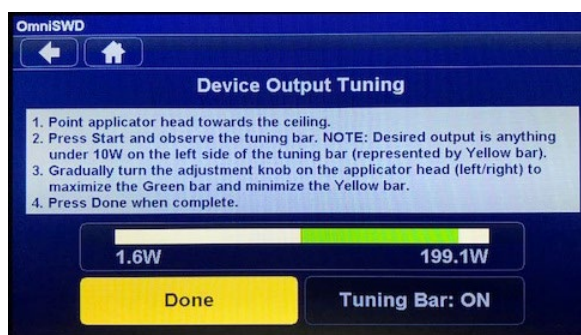 OmniSWD
Device Output Tuning
1. Point applicator head towards the ceiling.
2. Press Start and observe the tuning bar. NOTE: Desired output is anything
under 10W on the left side of the tuning bar (represented by Yellow bar).
3. Gradually turn the adjustment knob on the applicator head (left/right) to
maximize the Green bar and minimize the Yellow bar.
4. Press Done when complete.
1.6W 199.1W
Done Tuning Bar: ON